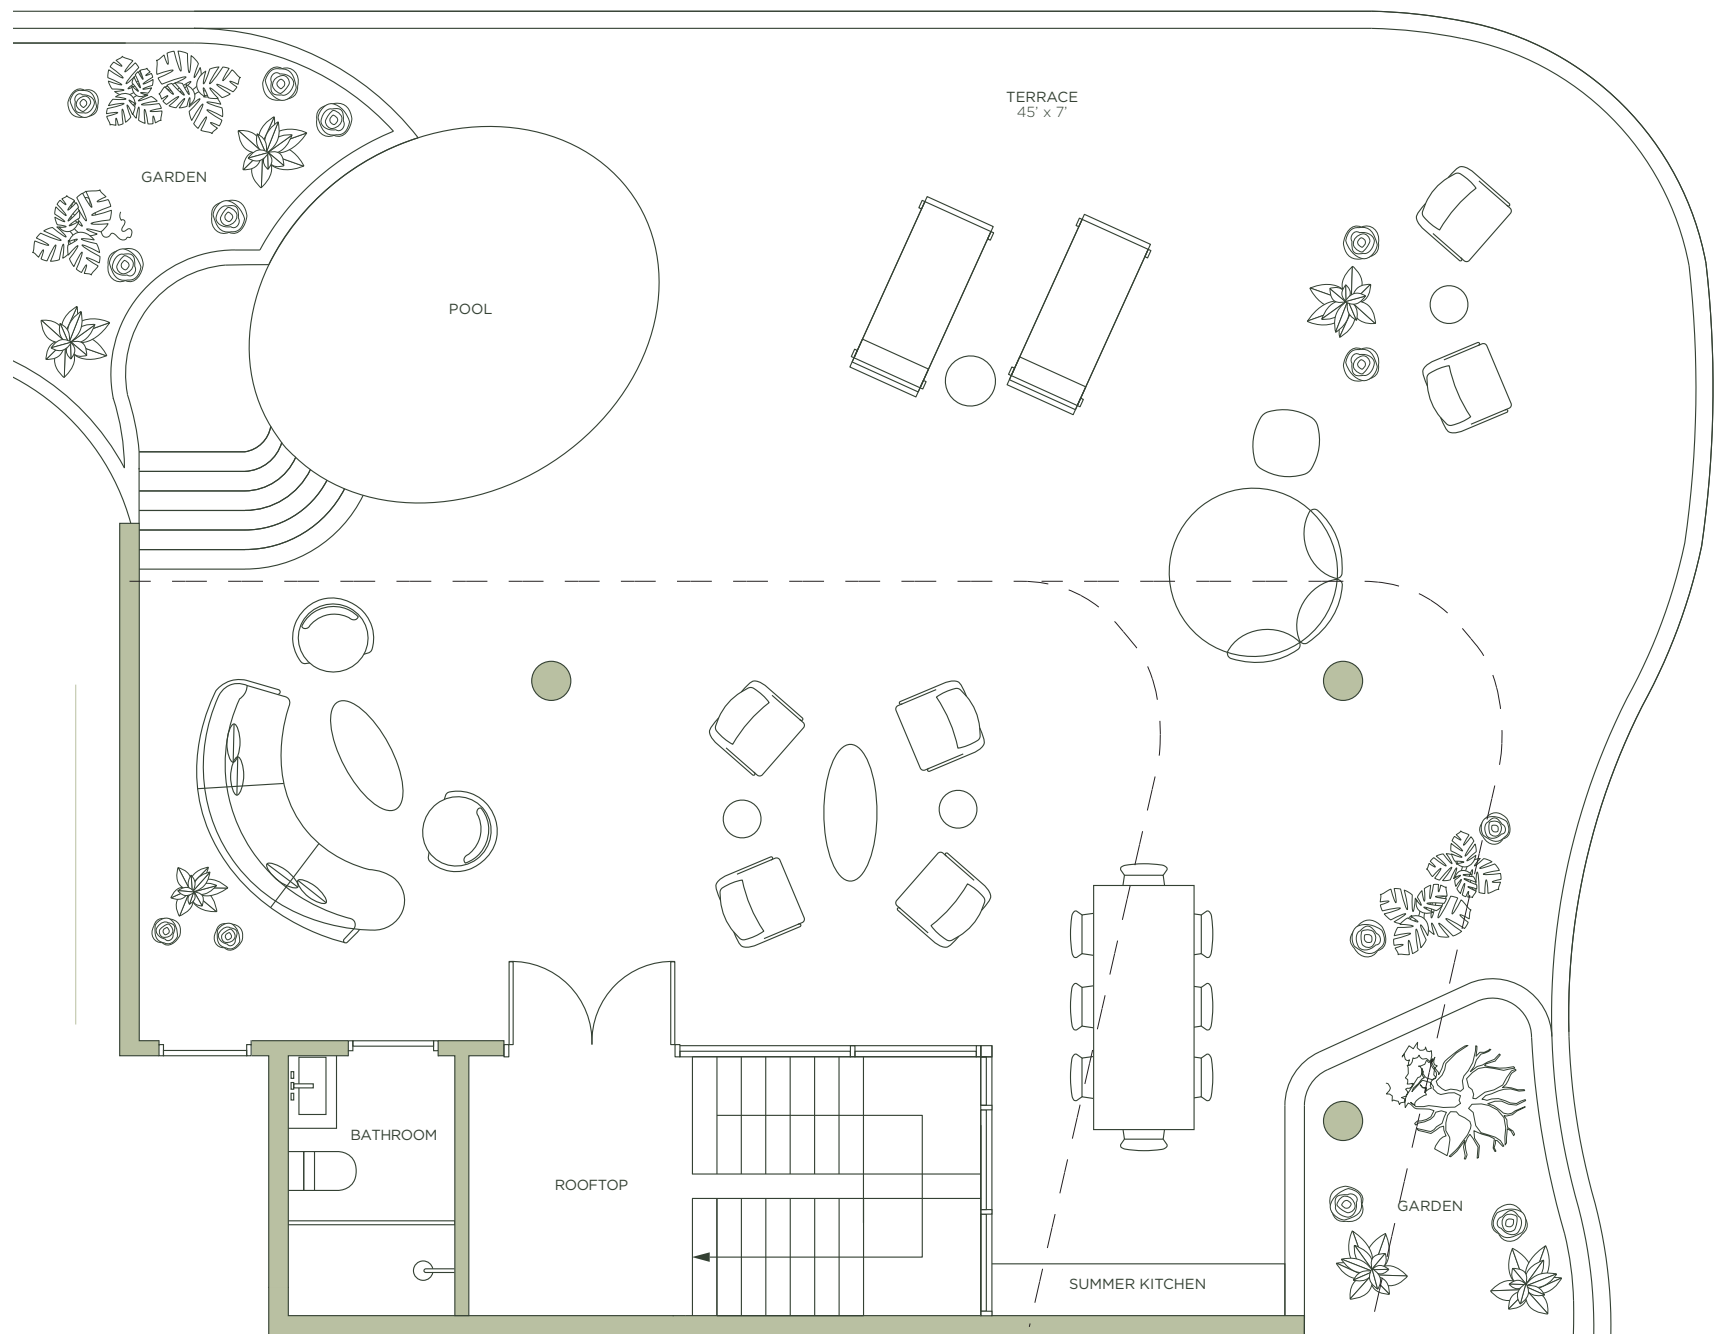 TERRACE
45' x 7'
GARDEN
POOL
BATHROOM
ROOFTOP
GARDEN
SUMMER KITCHEN